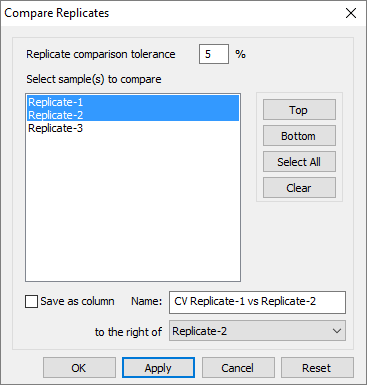 Compare Replicates
Replicate comparison tolerance 5 %
Select sample(s) to compare
Replicate-1
Replicate-2
Replicate-3
Top
Bottom
Select All
Clear
Save as column Name: CV Replicate-1 vs Replicate-2
to the right of Replicate-2
OK Apply Cancel Reset